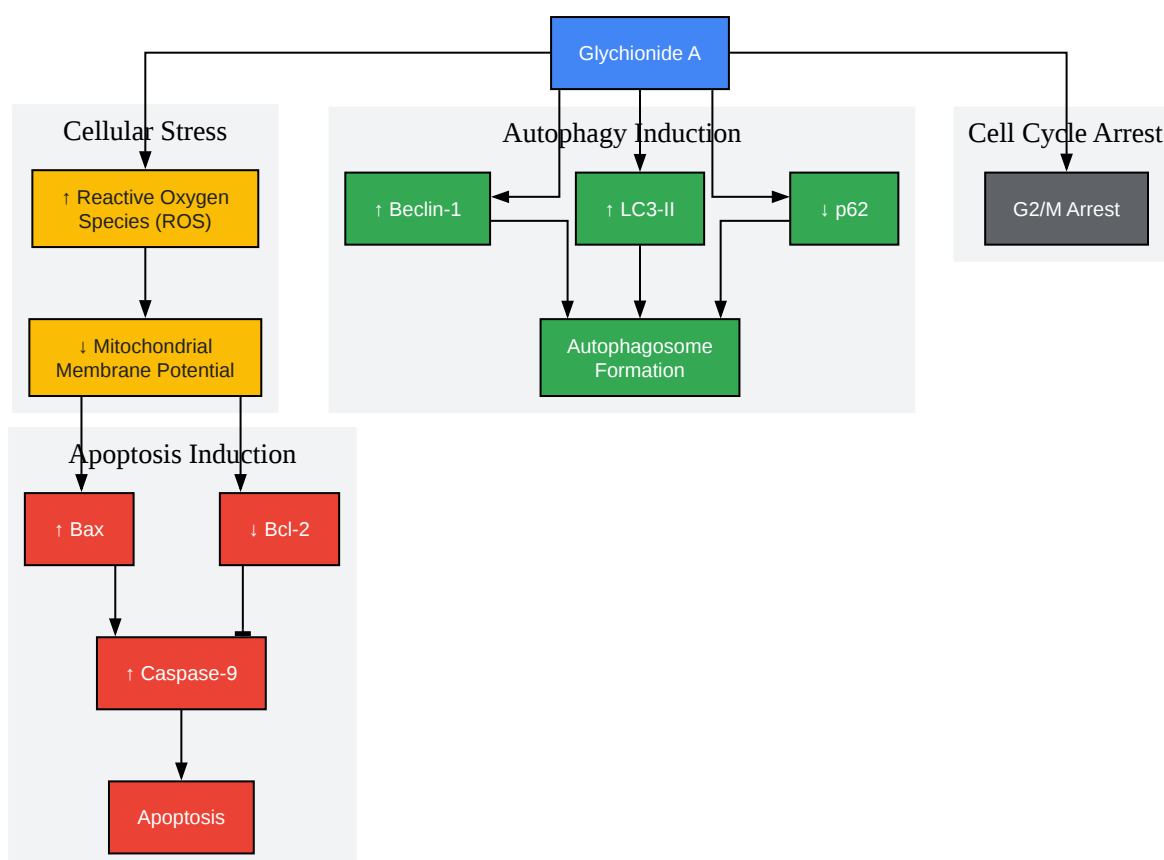 Glychionide A
Cellular Stress
Autophagy Induction
Cell Cycle Arrest
↑ Reactive Oxygen
Species (ROS)
↑ Beclin-1
↑ LC3-II
↓ p62
G2/M Arrest
↓ Mitochondrial
Membrane Potential
Autophagosome
Formation
Apoptosis Induction
↑ Bax
↓ Bcl-2
↑ Caspase-9
Apoptosis